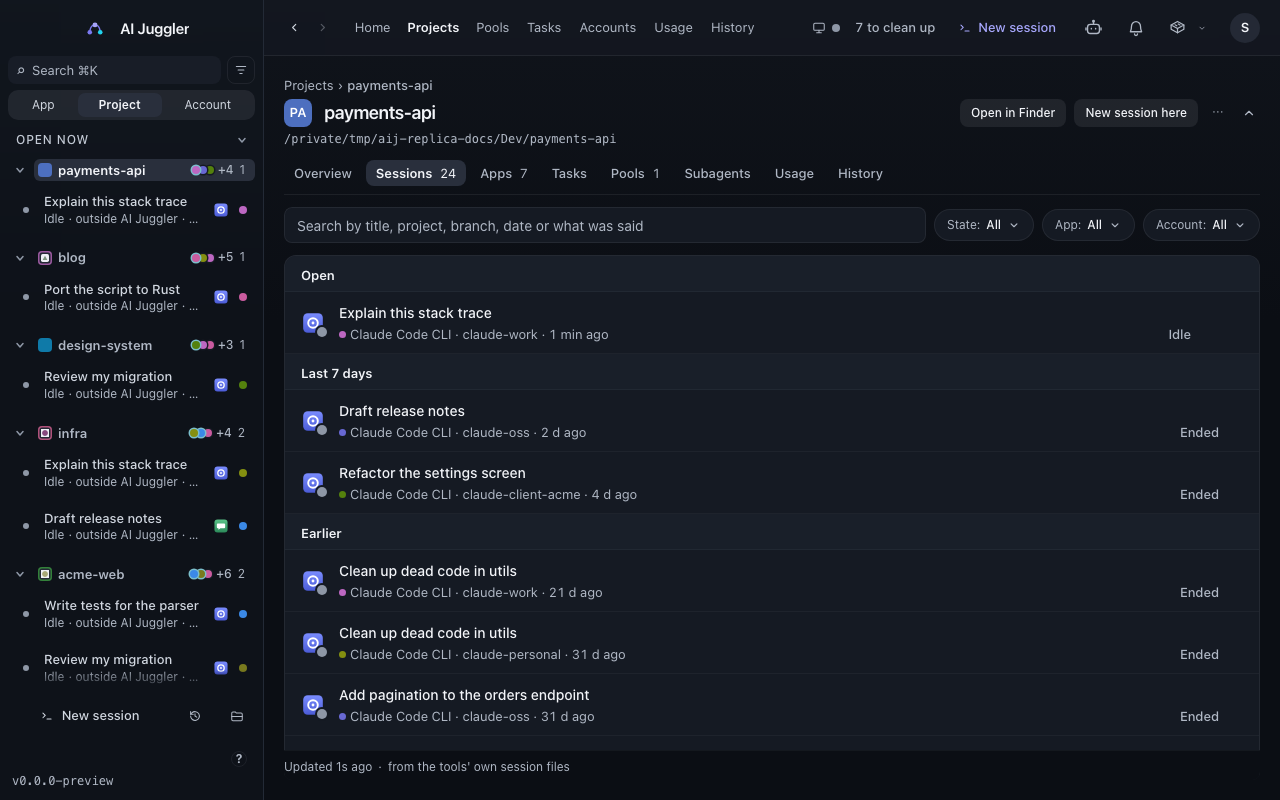 AI Juggler
Search ⌘K
App Project Account
OPEN NOW
payments-api +4 1
Explain this stack trace
Idle · outside AI Juggler · ...
blog +5 1
Port the script to Rust
Idle · outside AI Juggler · ...
design-system +3 1
Review my migration
Idle · outside AI Juggler · ...
infra +4 2
Explain this stack trace
Idle · outside AI Juggler · ...
Draft release notes
Idle · outside AI Juggler · ...
acme-web +6 2
Write tests for the parser
Idle · outside AI Juggler · ...
Review my migration
Idle · outside AI Juggler · ...
New session
?
v0.0.0-preview
Home Projects Pools Tasks Accounts Usage History
7 to clean up
New session
S
Projects › payments-api
PA payments-api
Open in Finder New session here ···
/private/tmp/aij-replica-docs/Dev/payments-api
Overview Sessions 24 Apps 7 Tasks Pools 1 Subagents Usage History
Search by title, project, branch, date or what was said
State: All App: All Account: All
Open
Explain this stack trace
Claude Code CLI · claude-work · 1 min ago
Idle
Last 7 days
Draft release notes
Claude Code CLI · claude-oss · 2 d ago
Ended
Refactor the settings screen
Claude Code CLI · claude-client-acme · 4 d ago
Ended
Earlier
Clean up dead code in utils
Claude Code CLI · claude-work · 21 d ago
Ended
Clean up dead code in utils
Claude Code CLI · claude-personal · 31 d ago
Ended
Add pagination to the orders endpoint
Claude Code CLI · claude-oss · 31 d ago
Ended
Updated 1s ago · from the tools' own session files